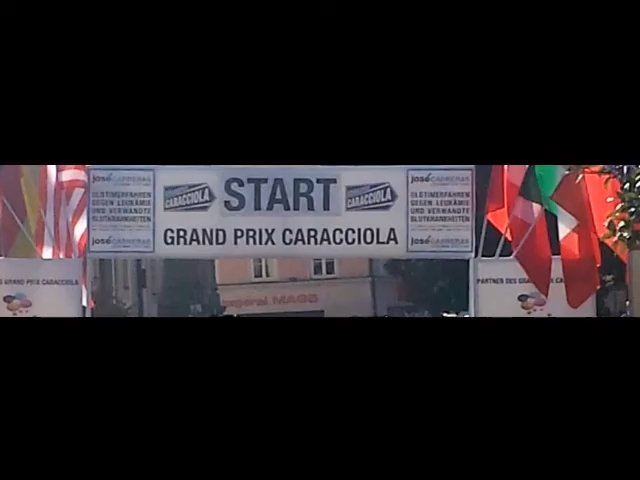 josé CARRERAS
OLDTIMERFAHREN
GEGEN LEUKÄMIE
UND VERWANDTE
BLUTKRANKHEITEN
josé CARRERAS
CARACCIOLA
START
CARACCIOLA
GRAND PRIX CARACCIOLA
josé CARRERAS
OLDTIMERFAHREN
GEGEN LEUKÄMIE
UND VERWANDTE
BLUTKRANKHEITEN
josé CARRERAS
GRAND PRIX CARACCIOLA
PARTNER DES